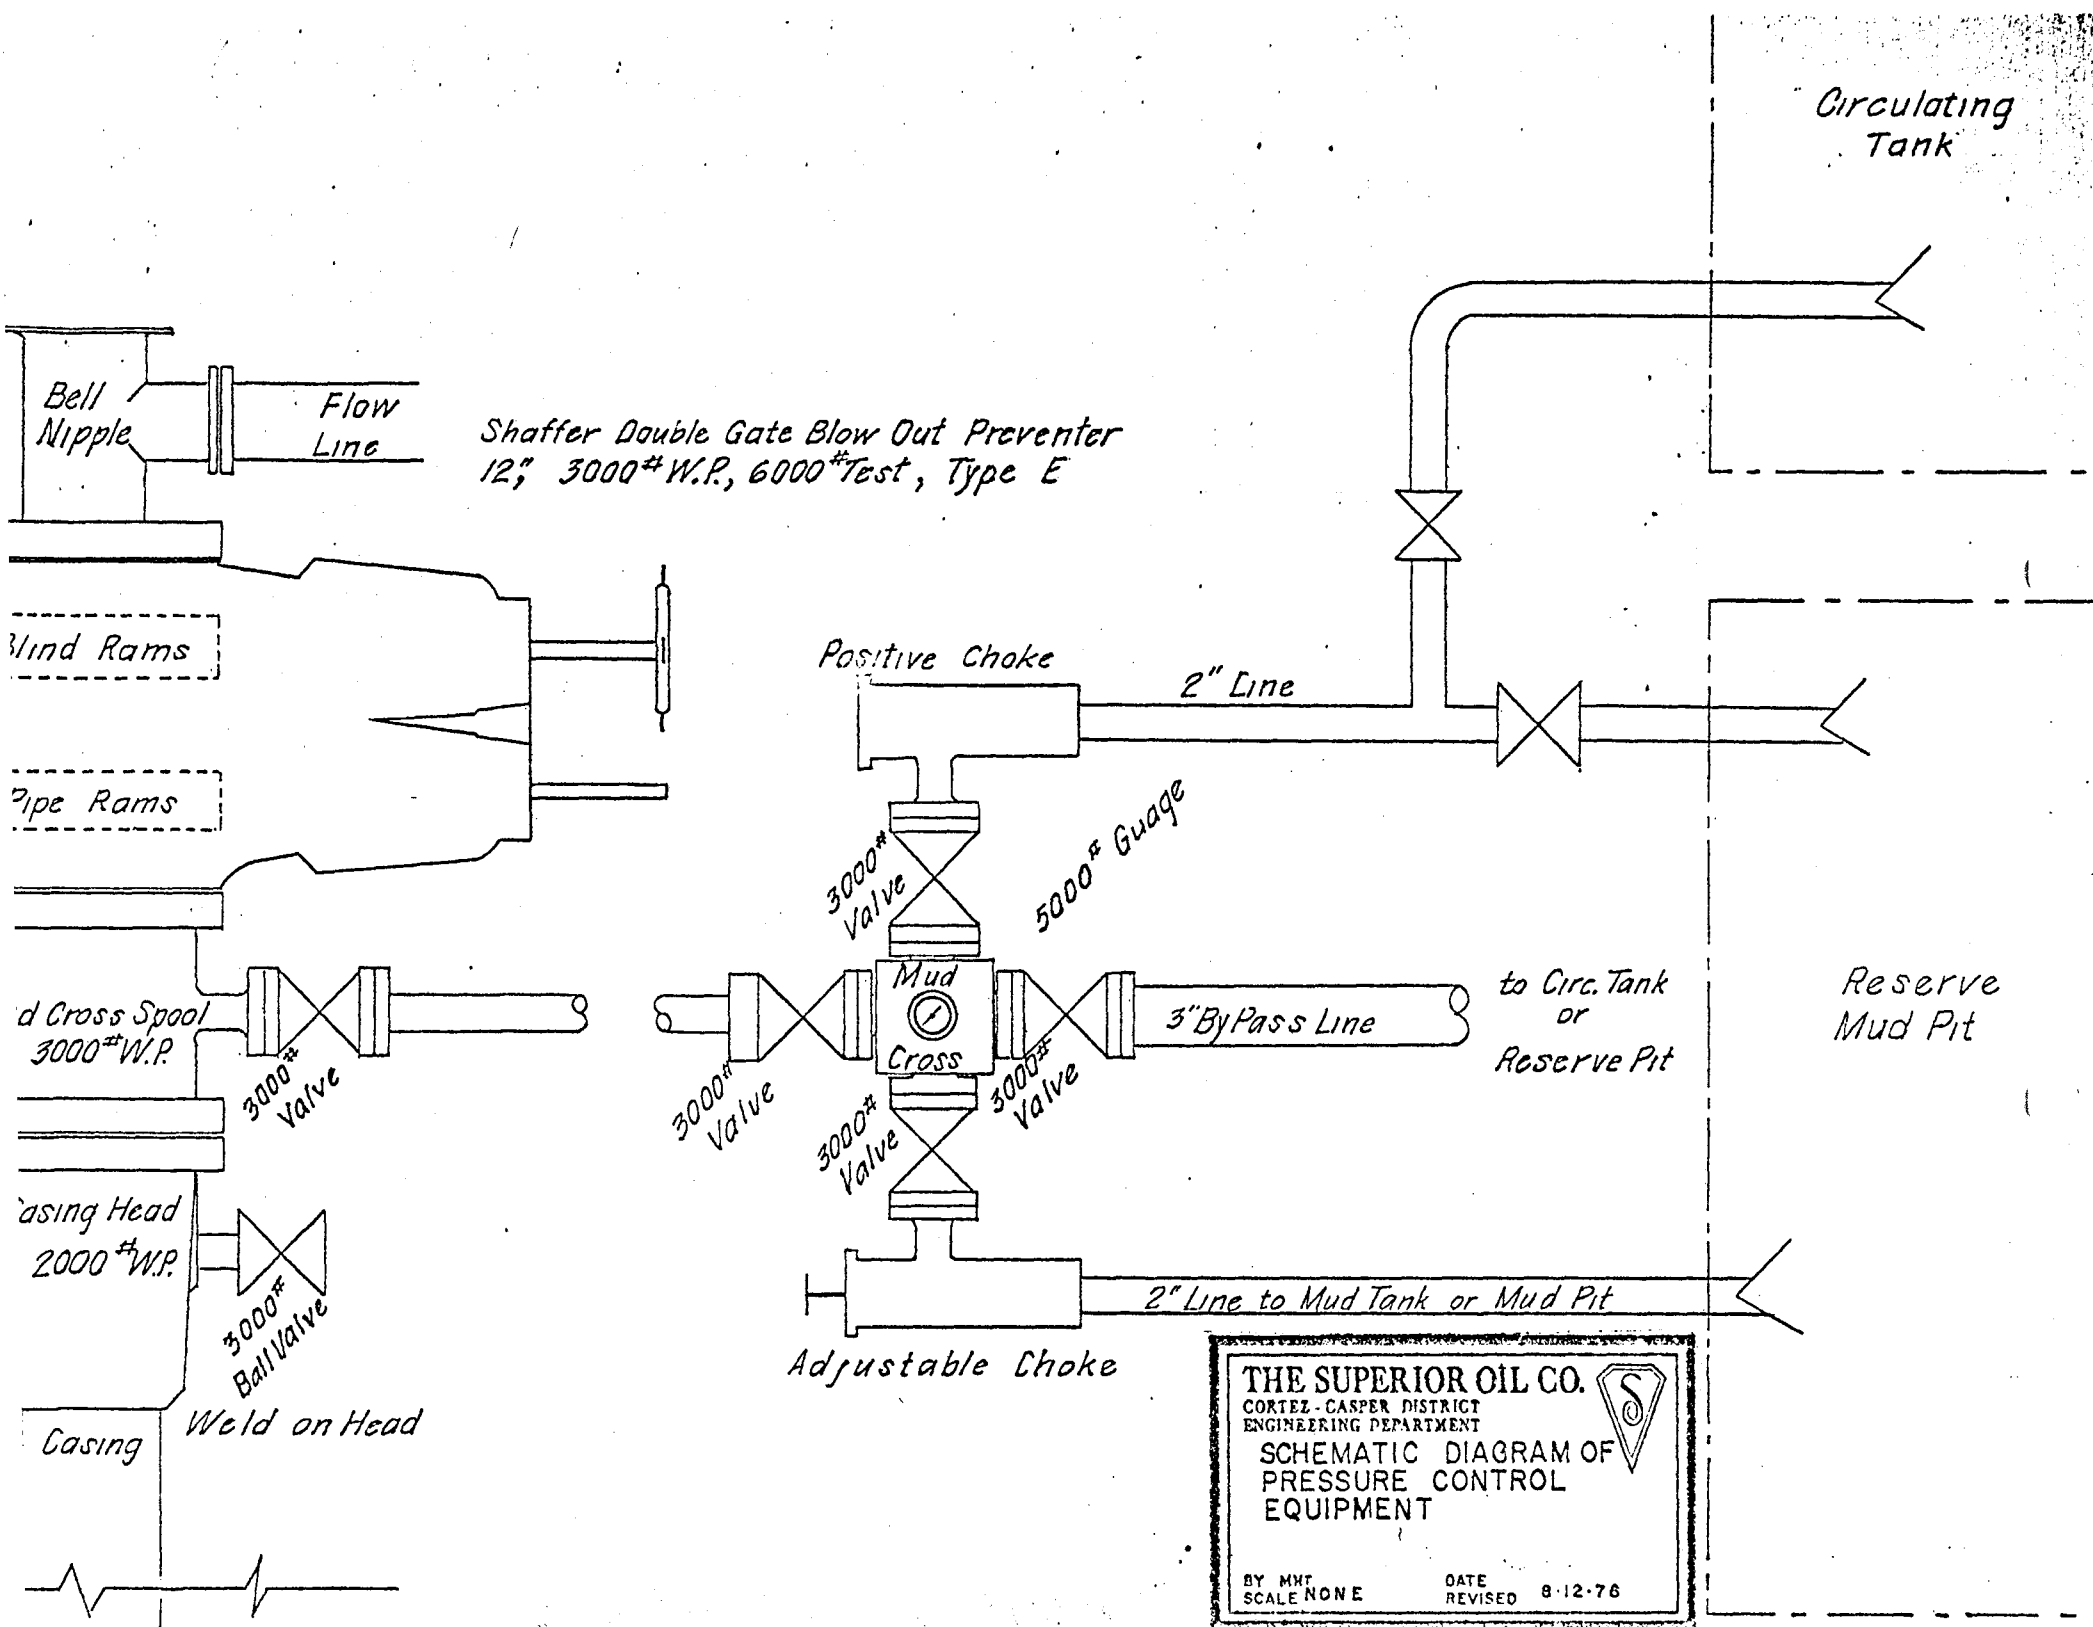 Circulating
Tank
Bell
Nipple
Flow
Line
Shaffer Double Gate Blow Out Preventer
12", 3000# W.P., 6000# Test, Type E
Blind Rams
Pipe Rams
Positive Choke
2" Line
3000#
Valve
5000# Guage
d Cross Spool
3000# W.P.
3000#
Valve
3000#
Valve
Mud
Cross
3000#
Valve
3000#
Valve
3" By Pass Line
to Circ. Tank
or
Reserve Pit
Reserve
Mud Pit
Casing Head
2000# W.P.
3000#
Ball Valve
Weld on Head
Casing
2" Line to Mud Tank or Mud Pit
Adjustable Choke
THE SUPERIOR OIL CO.
S
CORTEZ - CASPER DISTRICT
ENGINEERING DEPARTMENT
SCHEMATIC DIAGRAM OF
PRESSURE CONTROL
EQUIPMENT
BY MHT
SCALE NONE
DATE
REVISED 8·12·76